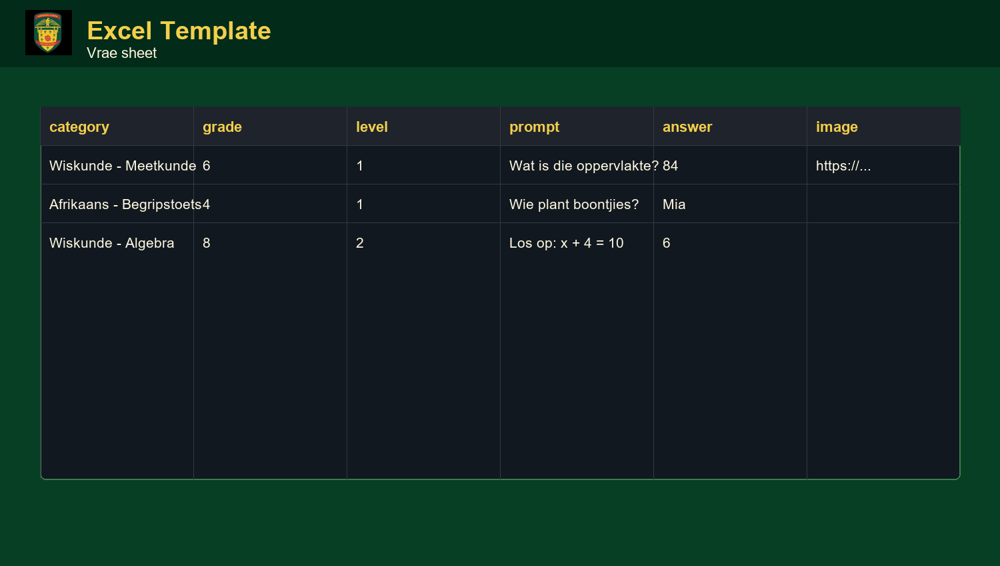 Excel Template
Vrae sheet
category grade level prompt answer image
Wiskunde - Meetkunde 6 1 Wat is die oppervlakte? 84 https://...
Afrikaans - Begripstoets 4 1 Wie plant boontjies? Mia
Wiskunde - Algebra 8 2 Los op: x + 4 = 10 6